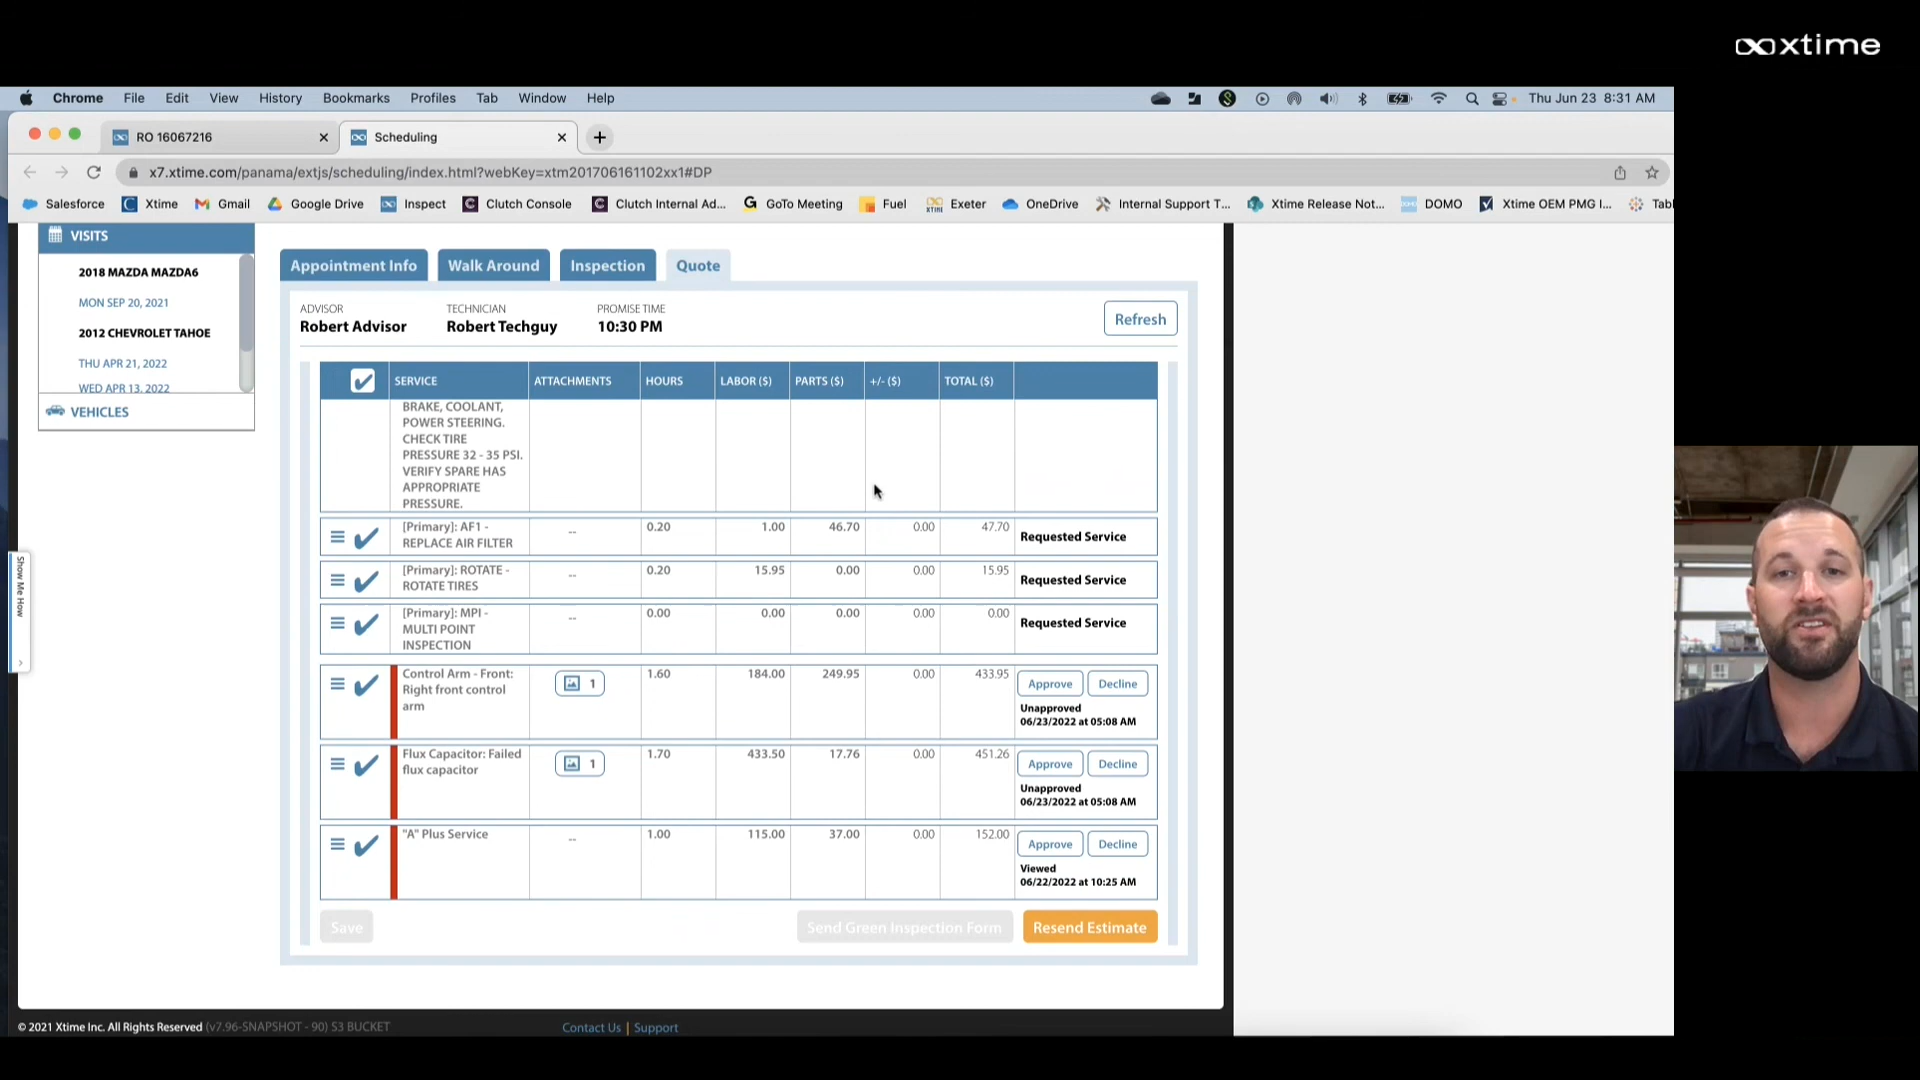 xtime
Chrome File Edit View History Bookmarks Profiles Tab Window Help Thu Jun 23 8:31 AM
RO 16067216 Scheduling
x7.xtime.com/panama/extjs/scheduling/index.html?webKey=xtm201706161102xx1#DP
Salesforce Xtime Gmail Google Drive Inspect Clutch Console Clutch Internal Ad... GoTo Meeting Fuel Exeter OneDrive Internal Support T... Xtime Release Not... DOMO Xtime OEM PMG I... Tabl
VISITS
2018 MAZDA MAZDA6
MON SEP 20, 2021
2012 CHEVROLET TAHOE
THU APR 21, 2022
WED APR 13, 2022
VEHICLES
Show Me How
Appointment Info Walk Around Inspection Quote
ADVISOR TECHNICIAN PROMISE TIME
Robert Advisor Robert Techguy 10:30 PM
Refresh
SERVICE ATTACHMENTS HOURS LABOR ($) PARTS ($) +/- ($) TOTAL ($)
BRAKE, COOLANT,
POWER STEERING.
CHECK TIRE
PRESSURE 32 - 35 PSI.
VERIFY SPARE HAS
APPROPRIATE
PRESSURE.
[Primary]: AF1 - -- 0.20 1.00 46.70 0.00 47.70 Requested Service
REPLACE AIR FILTER
[Primary]: ROTATE - -- 0.20 15.95 0.00 0.00 15.95 Requested Service
ROTATE TIRES
[Primary]: MPI - -- 0.00 0.00 0.00 0.00 0.00 Requested Service
MULTI POINT
INSPECTION
Control Arm - Front: 1 1.60 184.00 249.95 0.00 433.95 Approve Decline
Right front control
arm
Unapproved
06/23/2022 at 05:08 AM
Flux Capacitor: Failed 1 1.70 433.50 17.76 0.00 451.26 Approve Decline
flux capacitor
Unapproved
06/23/2022 at 05:08 AM
"A" Plus Service -- 1.00 115.00 37.00 0.00 152.00 Approve Decline
Viewed
06/22/2022 at 10:25 AM
Save Send Green Inspection Form Resend Estimate
© 2021 Xtime Inc. All Rights Reserved (v7.96-SNAPSHOT - 90) S3 BUCKET Contact Us | Support